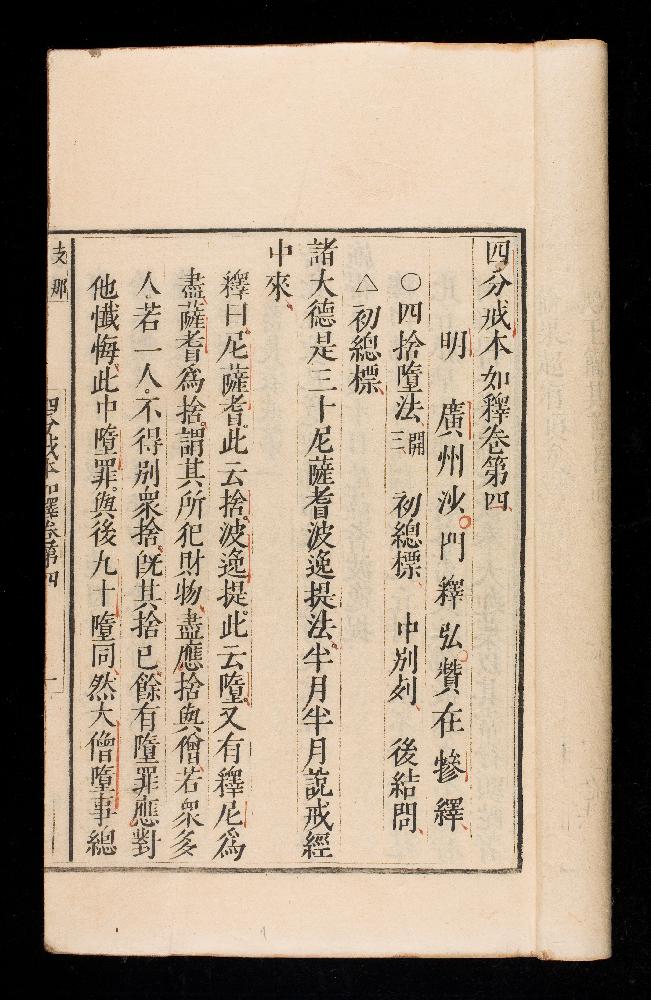 四分戒本如釋卷第四
明 廣州沙門釋弘贊在犙繹
○四捨墮法開三 初總標 中別列 後結問
△初總標
諸大德是三十尼薩耆波逸提法半月半月說戒經
中來
釋曰尼薩耆此云捨波逸提此云墮又有釋尼爲
盡薩耆爲捨謂其所犯財物盡應捨與僧若衆多
人若一人不得別衆捨旣其捨已餘有墮罪應對
他懺悔此中墮罪與後九十墮同然大僧墮事總
支那
四分戒本如釋卷第四
一